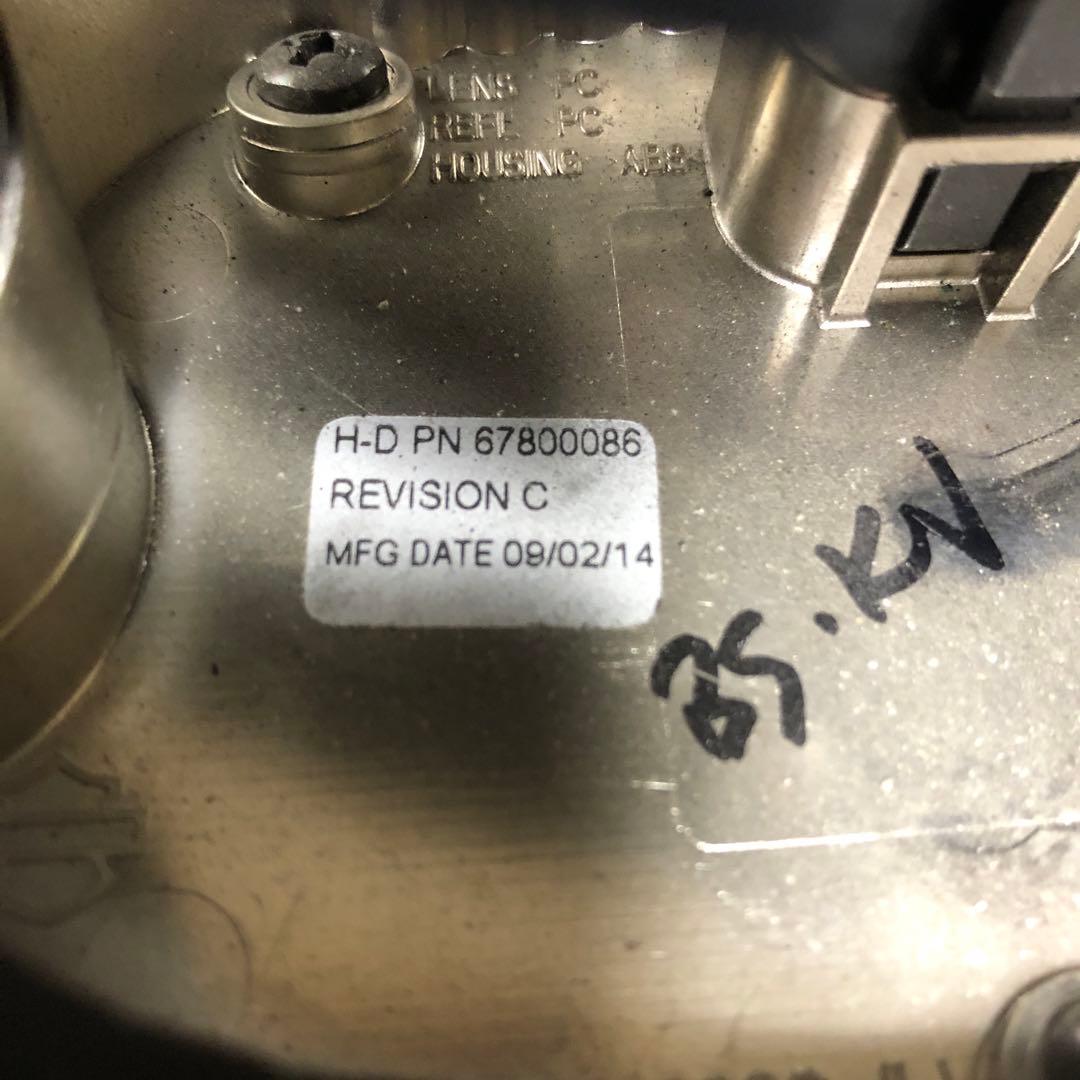 LENS PC
REFL PC
HOUSING >ABS<
H-D PN 67800086
REVISION C
MFG DATE 09/02/14